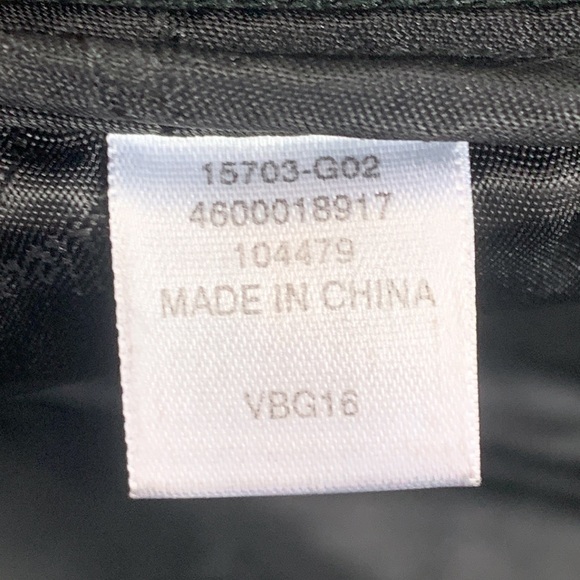 15703-G02
4600018917
104479
MADE IN CHINA
VBG16